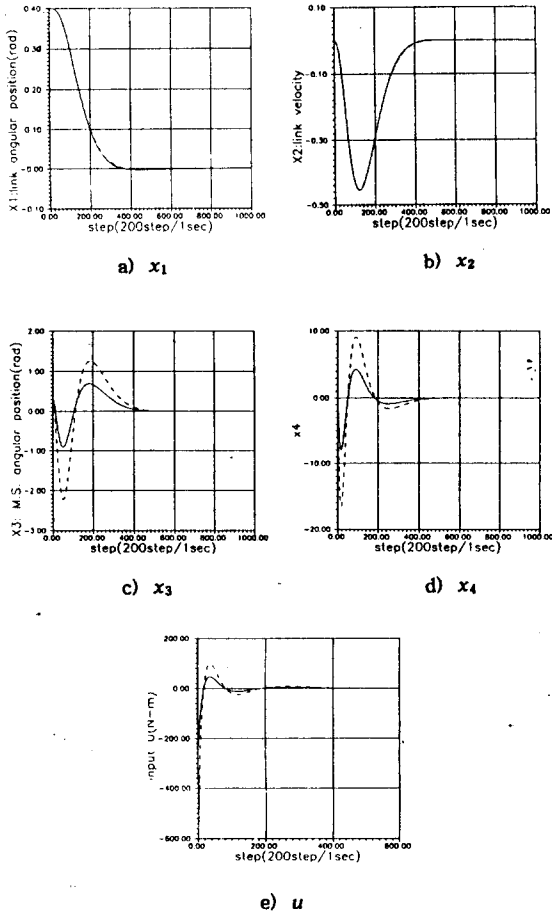 0.40
0.30
0.20
0.10
-0.00
-0.10
X1:link angular position(rad)
0.00 200.00 400.00 600.00 800.00 1000.00
step(200step/1sec)
a) x₁
0.10
-0.10
-0.30
-0.50
X2:link velocity
0.00 200.00 400.00 600.00 800.00 1000.00
step(200step/1sec)
b) x₂
2.00
1.00
0.00
-1.00
-2.00
-3.00
X3: M.S. angular position(rad)
0.00 200.00 400.00 600.00 800.00 1000.00
step(200step/1sec)
c) x₃
10.00
0.00
-10.00
-20.00
x4
0.00 200.00 400.00 600.00 800.00 1000.00
step(200step/1sec)
d) x₄
200.00
0.00
-200.00
-400.00
-600.00
input U(N-m)
0.00 200.00 400.00 600.00
step(200step/1sec)
e) u